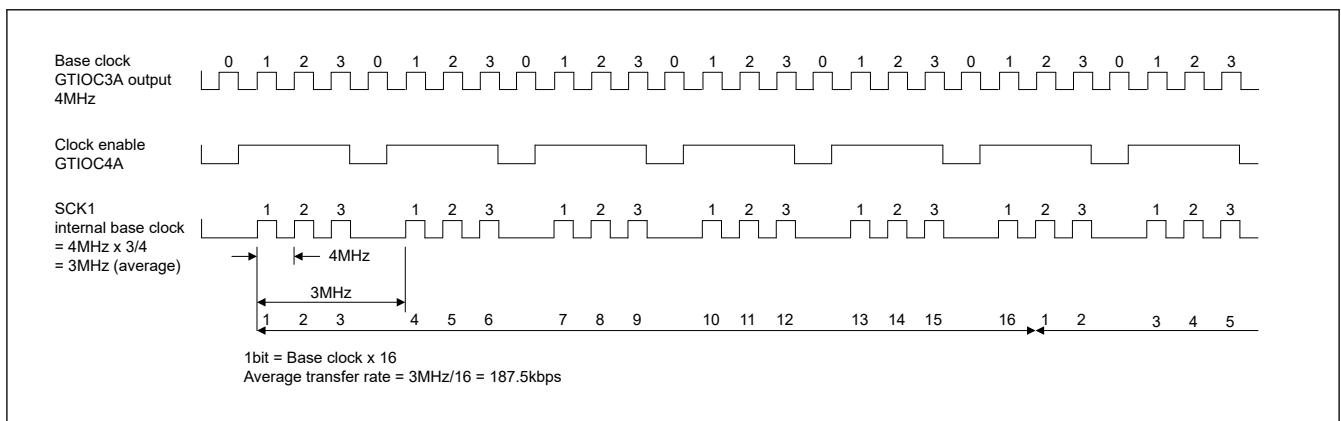 Base clock
GTIOC3A output
4MHz
0 1 2 3 0 1 2 3 0 1 2 3 0 1 2 3 0 1 2 3 0 1 2 3 0 1 2 3
Clock enable
GTIOC4A
SCK1
internal base clock
= 4MHz x 3/4
= 3MHz (average)
1 2 3 1 2 3 1 2 3 1 2 3 1 2 3 1 2 3 1 2 3
4MHz
3MHz
1 2 3 4 5 6 7 8 9 10 11 12 13 14 15 16 1 2 3 4 5
1bit = Base clock x 16
Average transfer rate = 3MHz/16 = 187.5kbps